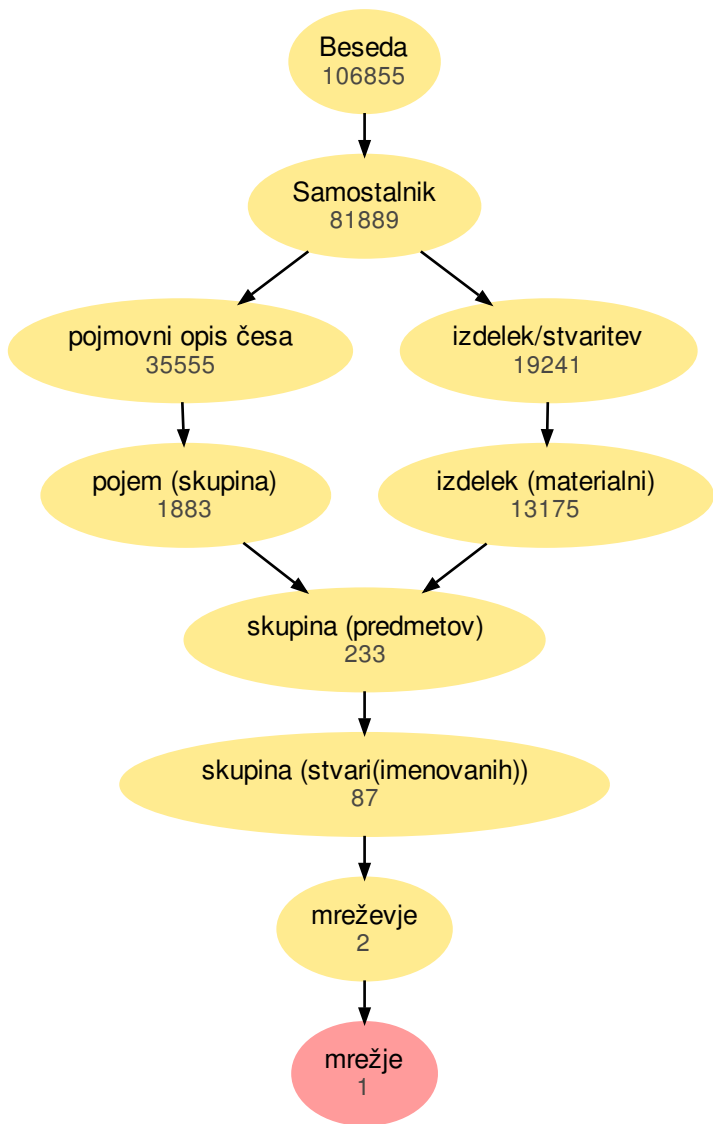 Beseda
106855
Samostalnik
81889
pojmovni opis česa
35555
izdelek/stvaritev
19241
pojem (skupina)
1883
izdelek (materialni)
13175
skupina (predmetov)
233
skupina (stvari(imenovanih))
87
mreževje
2
mrežje
1